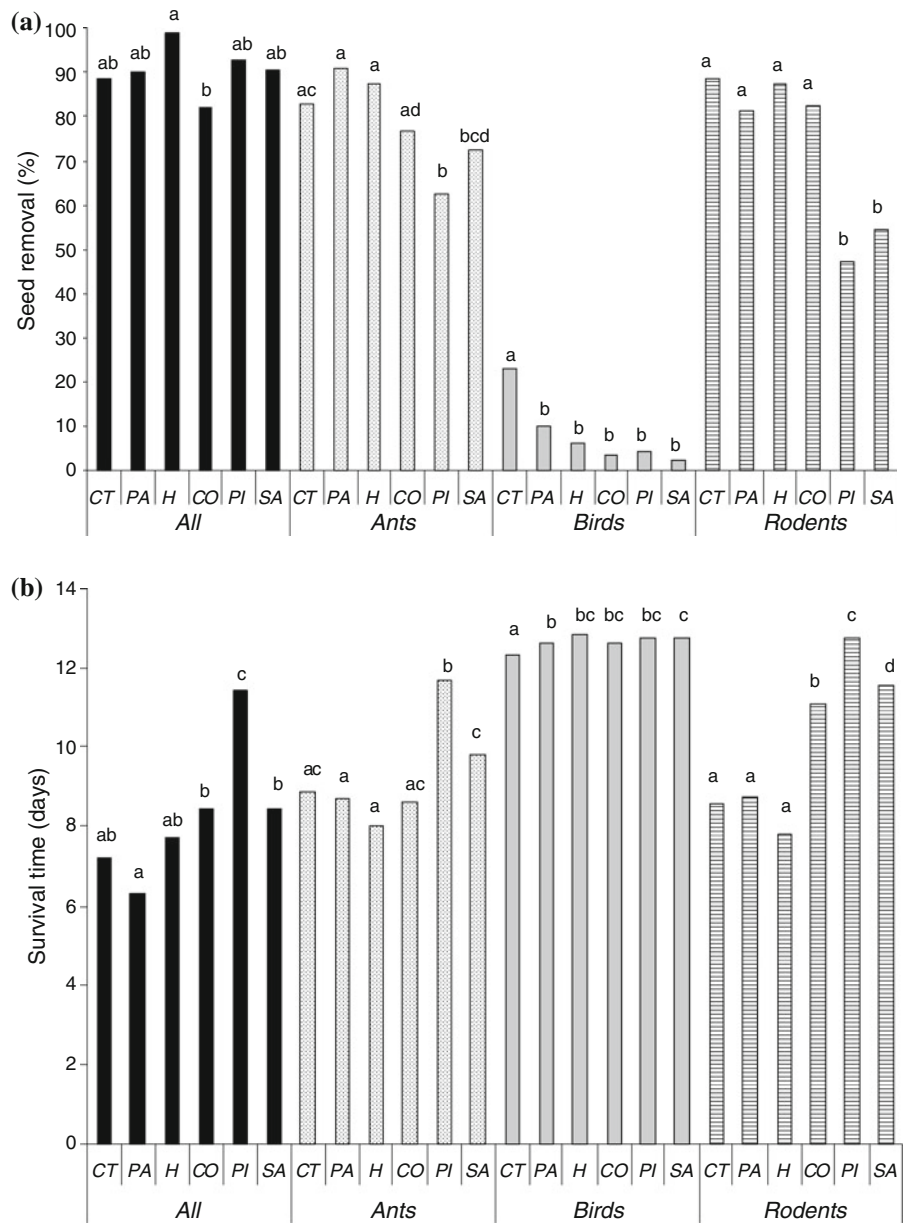 (a)
Seed removal (%)
100
90
80
70
60
50
40
30
20
10
0
ab ab a b ab ab
ac a a ad b bcd
a b b b b b
a a a a b b
CT PA H CO PI SA CT PA H CO PI SA CT PA H CO PI SA CT PA H CO PI SA
All Ants Birds Rodents
(b)
Survival time (days)
14
12
10
8
6
4
2
0
ab a ab b c b
ac a a ac b c
a b bc bc bc c
a a a b c d
CT PA H CO PI SA CT PA H CO PI SA CT PA H CO PI SA CT PA H CO PI SA
All Ants Birds Rodents